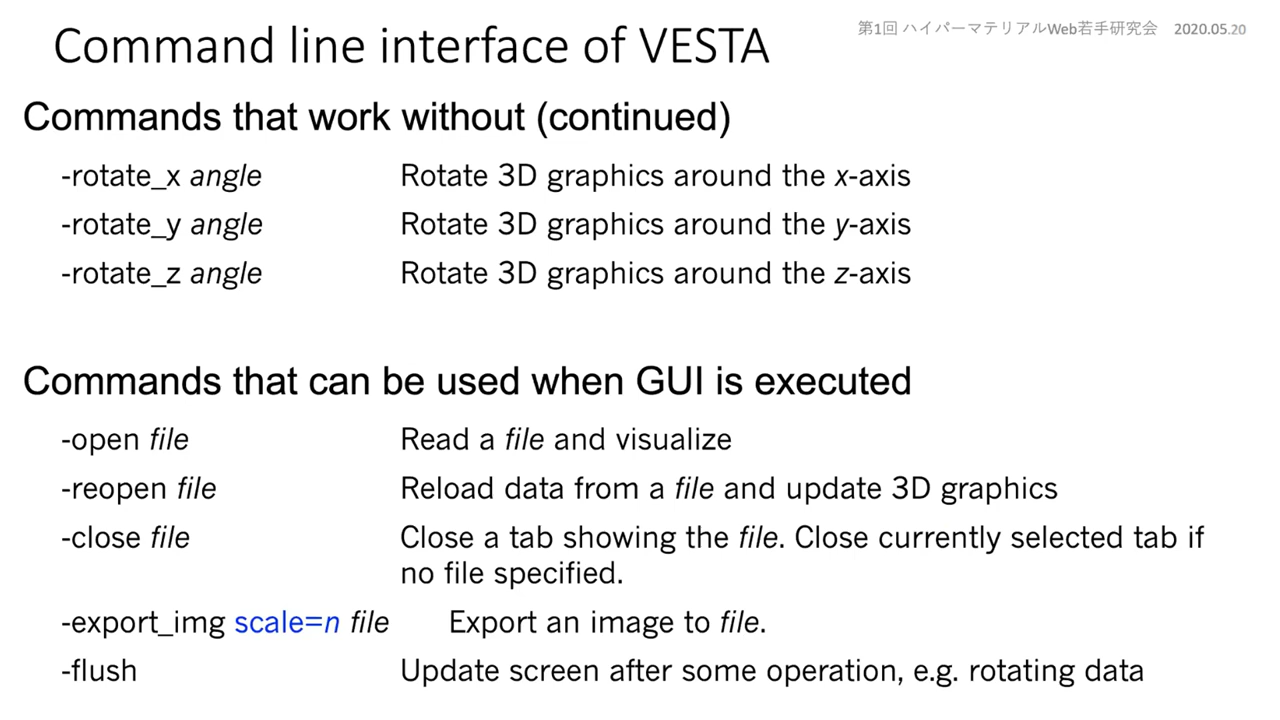 Command line interface of VESTA
第1回 ハイパーマテリアルWeb若手研究会 2020.05.20
Commands that work without (continued)
-rotate_x angle Rotate 3D graphics around the x-axis
-rotate_y angle Rotate 3D graphics around the y-axis
-rotate_z angle Rotate 3D graphics around the z-axis
Commands that can be used when GUI is executed
-open file Read a file and visualize
-reopen file Reload data from a file and update 3D graphics
-close file Close a tab showing the file. Close currently selected tab if
no file specified.
-export_img scale=n file Export an image to file.
-flush Update screen after some operation, e.g. rotating data